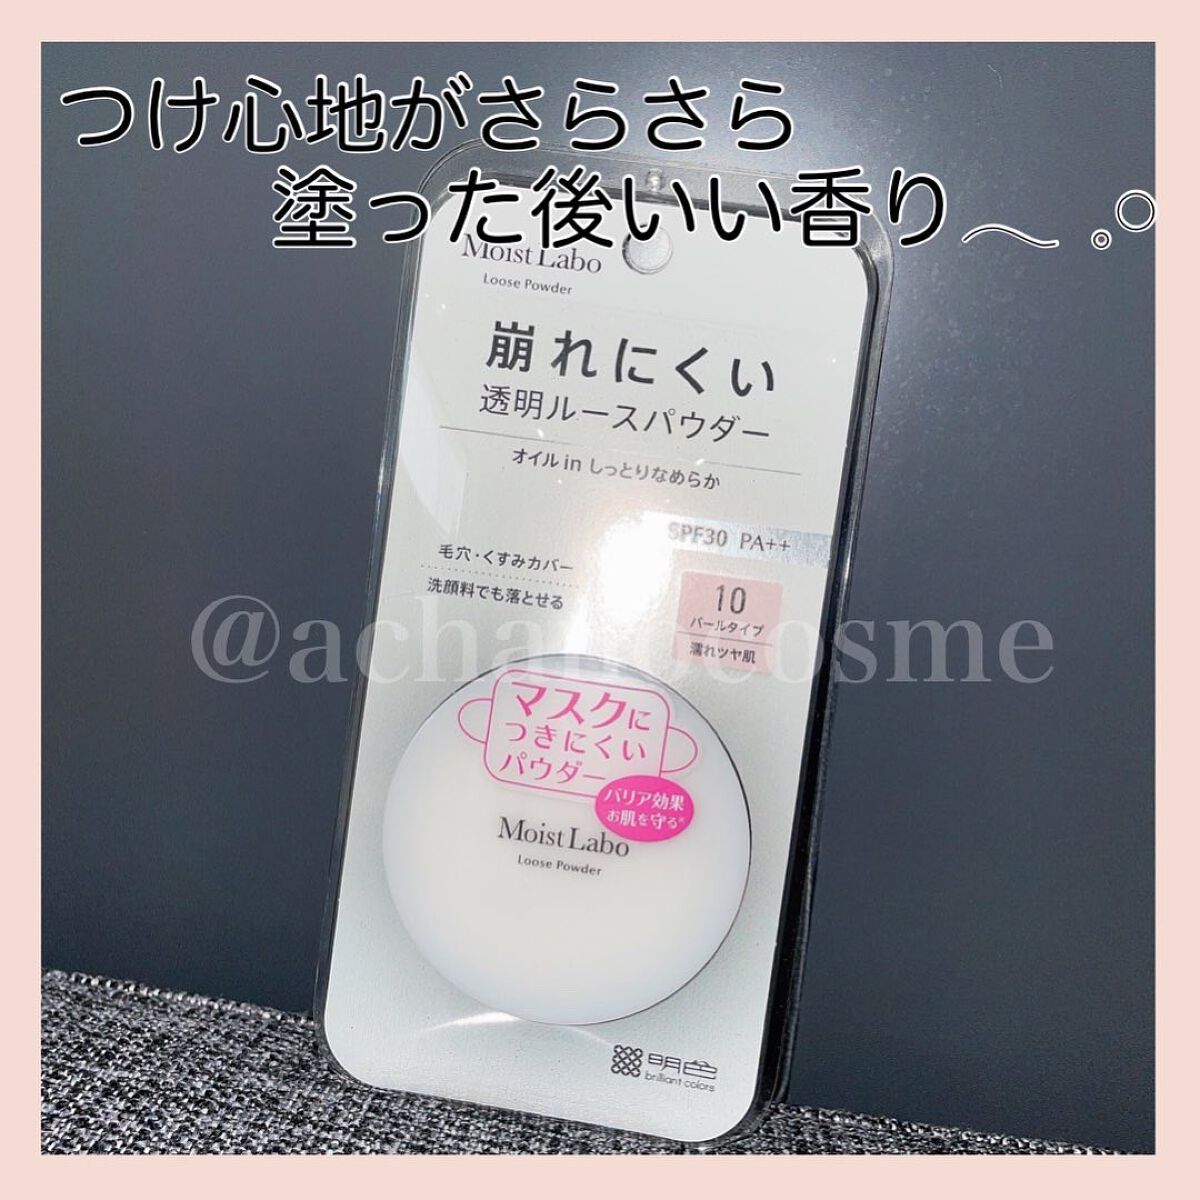 つけ心地がさらさら
塗った後いい香り〜 .°
Moist Labo
Loose Powder
崩れにくい
透明ルースパウダー
オイル in しっとりなめらか
SPF30 PA++
毛穴・くすみカバー
洗顔料でも落とせる
10
パールタイプ
濡れツヤ肌
マスクに
つきにくい
パウダー
バリア効果
お肌を守る*
Moist Labo
Loose Powder
明色
brilliant colors